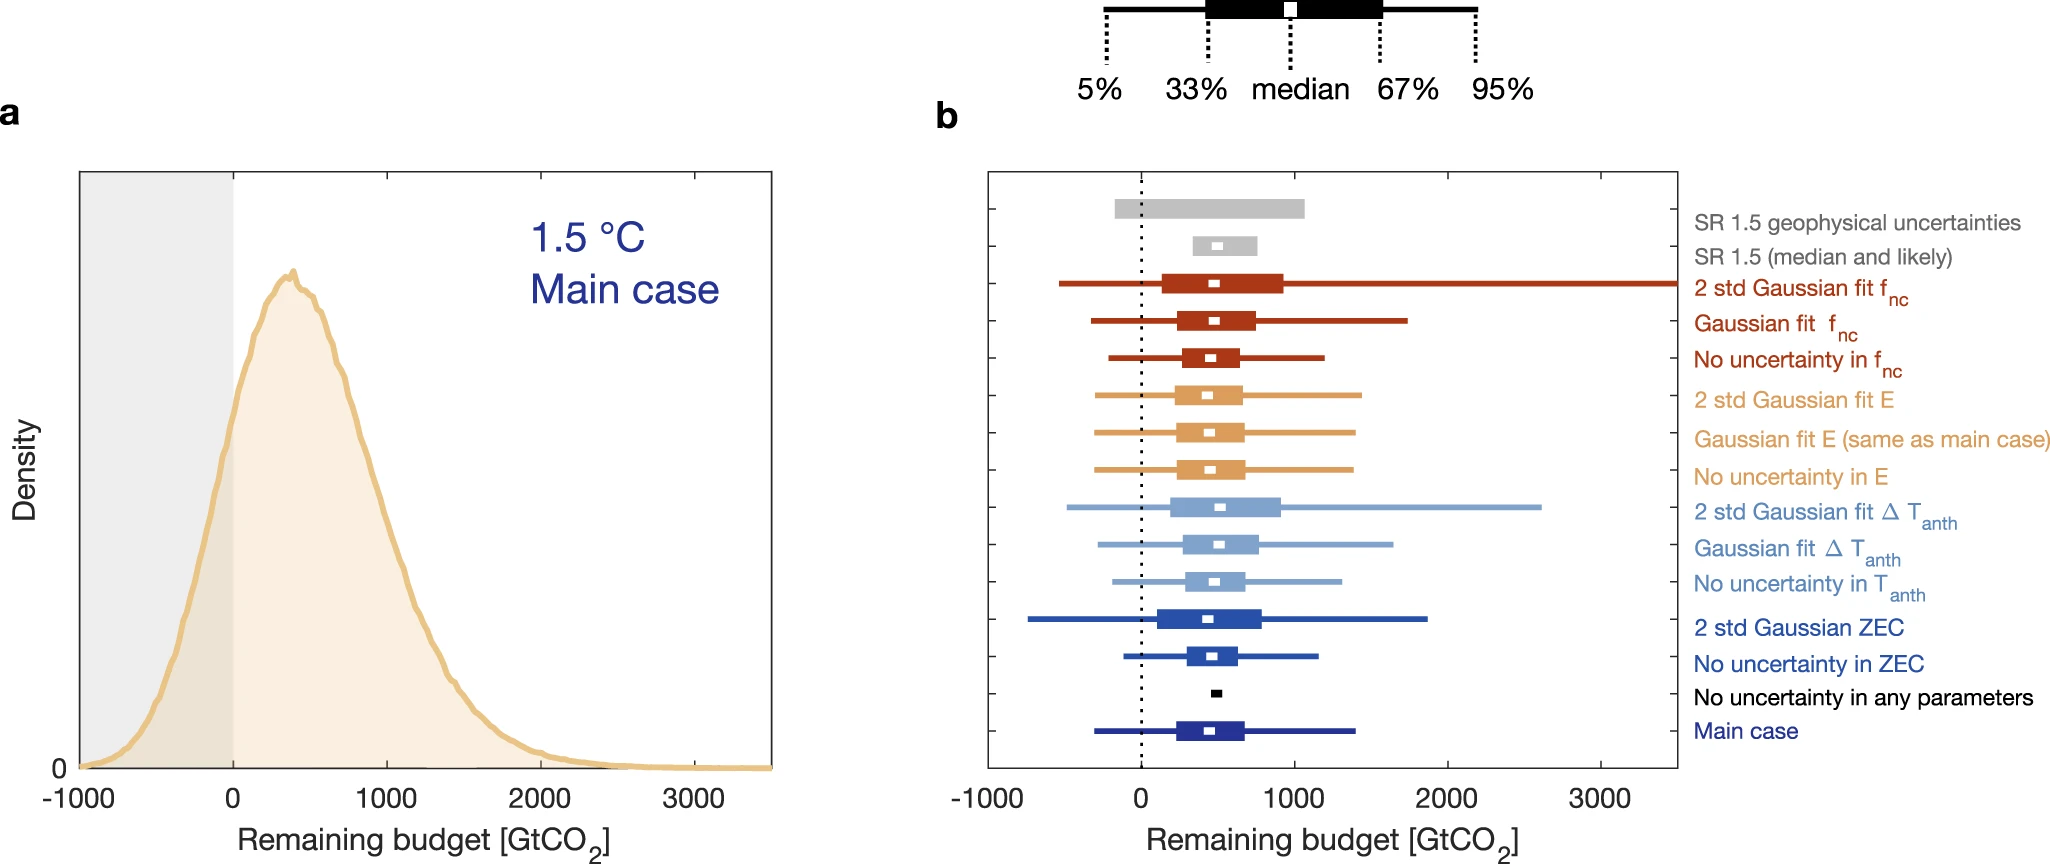 5% 33% median 67% 95%
a
b
1.5 °C
Main case
Density
0
-1000 0 1000 2000 3000
Remaining budget [GtCO2]
SR 1.5 geophysical uncertainties
SR 1.5 (median and likely)
2 std Gaussian fit fnc
Gaussian fit fnc
No uncertainty in fnc
2 std Gaussian fit E
Gaussian fit E (same as main case)
No uncertainty in E
2 std Gaussian fit Δ Tanth
Gaussian fit Δ Tanth
No uncertainty in Tanth
2 std Gaussian ZEC
No uncertainty in ZEC
No uncertainty in any parameters
Main case
-1000 0 1000 2000 3000
Remaining budget [GtCO2]